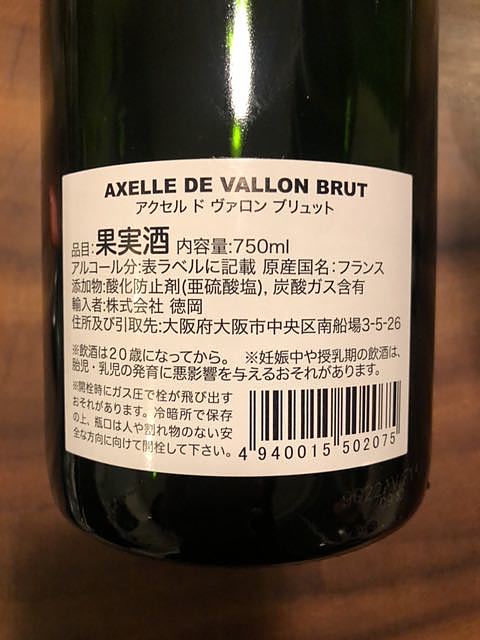 AXELLE DE VALLON BRUT
アクセル ド ヴァロン ブリュット
品目:果実酒 内容量:750ml
アルコール分:表ラベルに記載 原産国名:フランス
添加物:酸化防止剤(亜硫酸塩), 炭酸ガス含有
輸入者:株式会社 徳岡
住所及び引取先:大阪府大阪市中央区南船場3-5-26
※飲酒は20歳になってから。 ※妊娠中や授乳期の飲酒は、
胎児・乳児の発育に悪影響を与えるおそれがあります。
※開栓時にガス圧で栓が飛び出す
おそれがあります。冷暗所で保存
の上、瓶口は人や割れ物のない安
全な方向に向けて開栓して下さい。
4 940015 502075